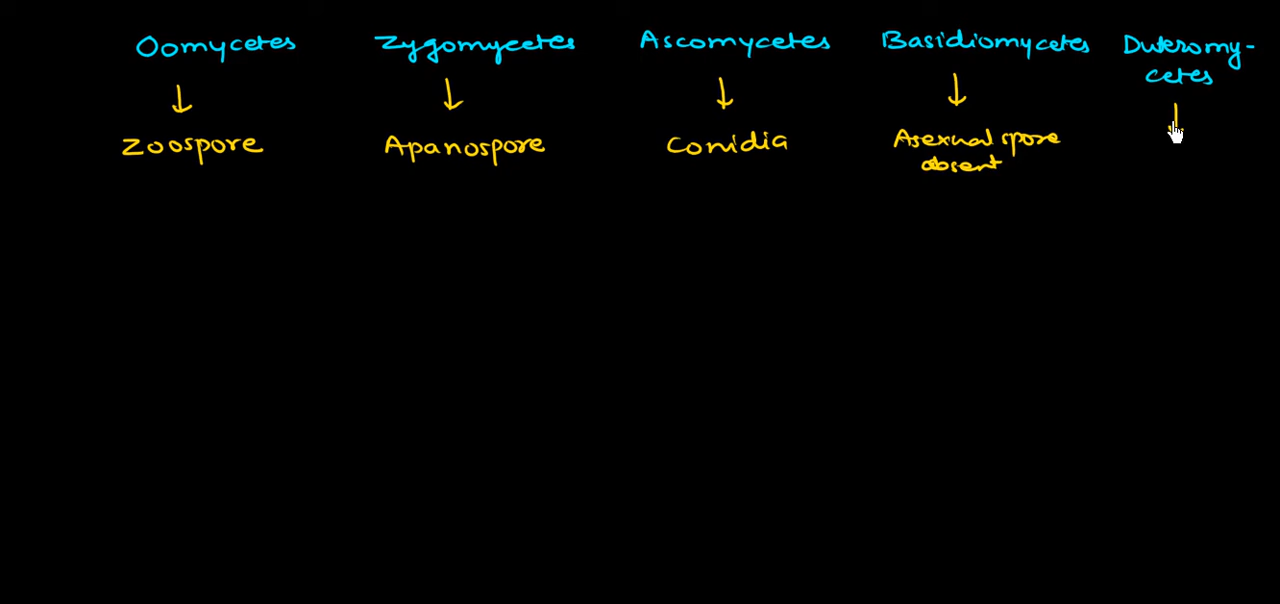 Oomycetes
Zygomycetes
Ascomycetes
Basidiomycetes
Duteromy-
cetes
Zoospore
Apanospore
Conidia
Asexual spore
absent